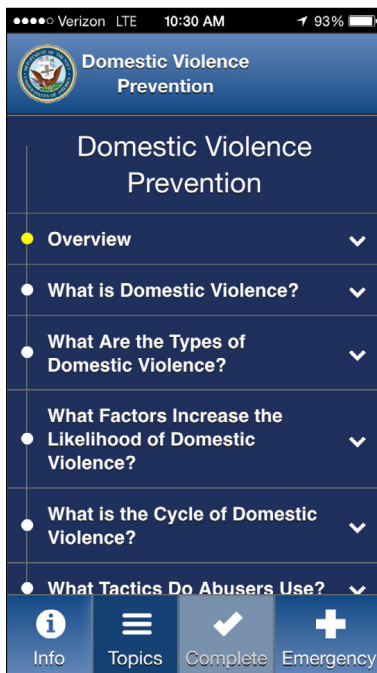 Verizon LTE 10:30 AM 93%
Domestic Violence
Prevention
Domestic Violence
Prevention
Overview
What is Domestic Violence?
What Are the Types of
Domestic Violence?
What Factors Increase the
Likelihood of Domestic
Violence?
What is the Cycle of Domestic
Violence?
What Tactics Do Abusers Use?
Info Topics Complete Emergency